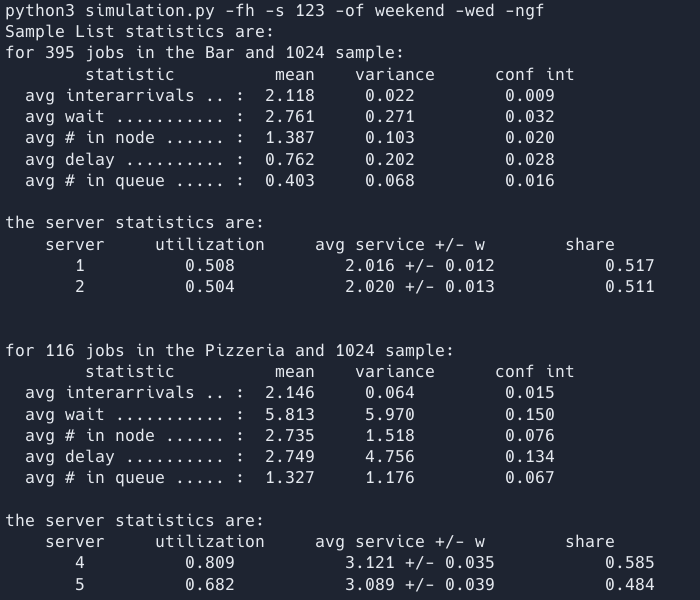 python3 simulation.py -fh -s 123 -of weekend -wed -ngf
Sample List statistics are:
for 395 jobs in the Bar and 1024 sample:
statistic mean variance conf int
avg interarrivals .. : 2.118 0.022 0.009
avg wait ........... : 2.761 0.271 0.032
avg # in node ...... : 1.387 0.103 0.020
avg delay .......... : 0.762 0.202 0.028
avg # in queue ..... : 0.403 0.068 0.016
the server statistics are:
server utilization avg service +/- w share
1 0.508 2.016 +/- 0.012 0.517
2 0.504 2.020 +/- 0.013 0.511
for 116 jobs in the Pizzeria and 1024 sample:
statistic mean variance conf int
avg interarrivals .. : 2.146 0.064 0.015
avg wait ........... : 5.813 5.970 0.150
avg # in node ...... : 2.735 1.518 0.076
avg delay .......... : 2.749 4.756 0.134
avg # in queue ..... : 1.327 1.176 0.067
the server statistics are:
server utilization avg service +/- w share
4 0.809 3.121 +/- 0.035 0.585
5 0.682 3.089 +/- 0.039 0.484